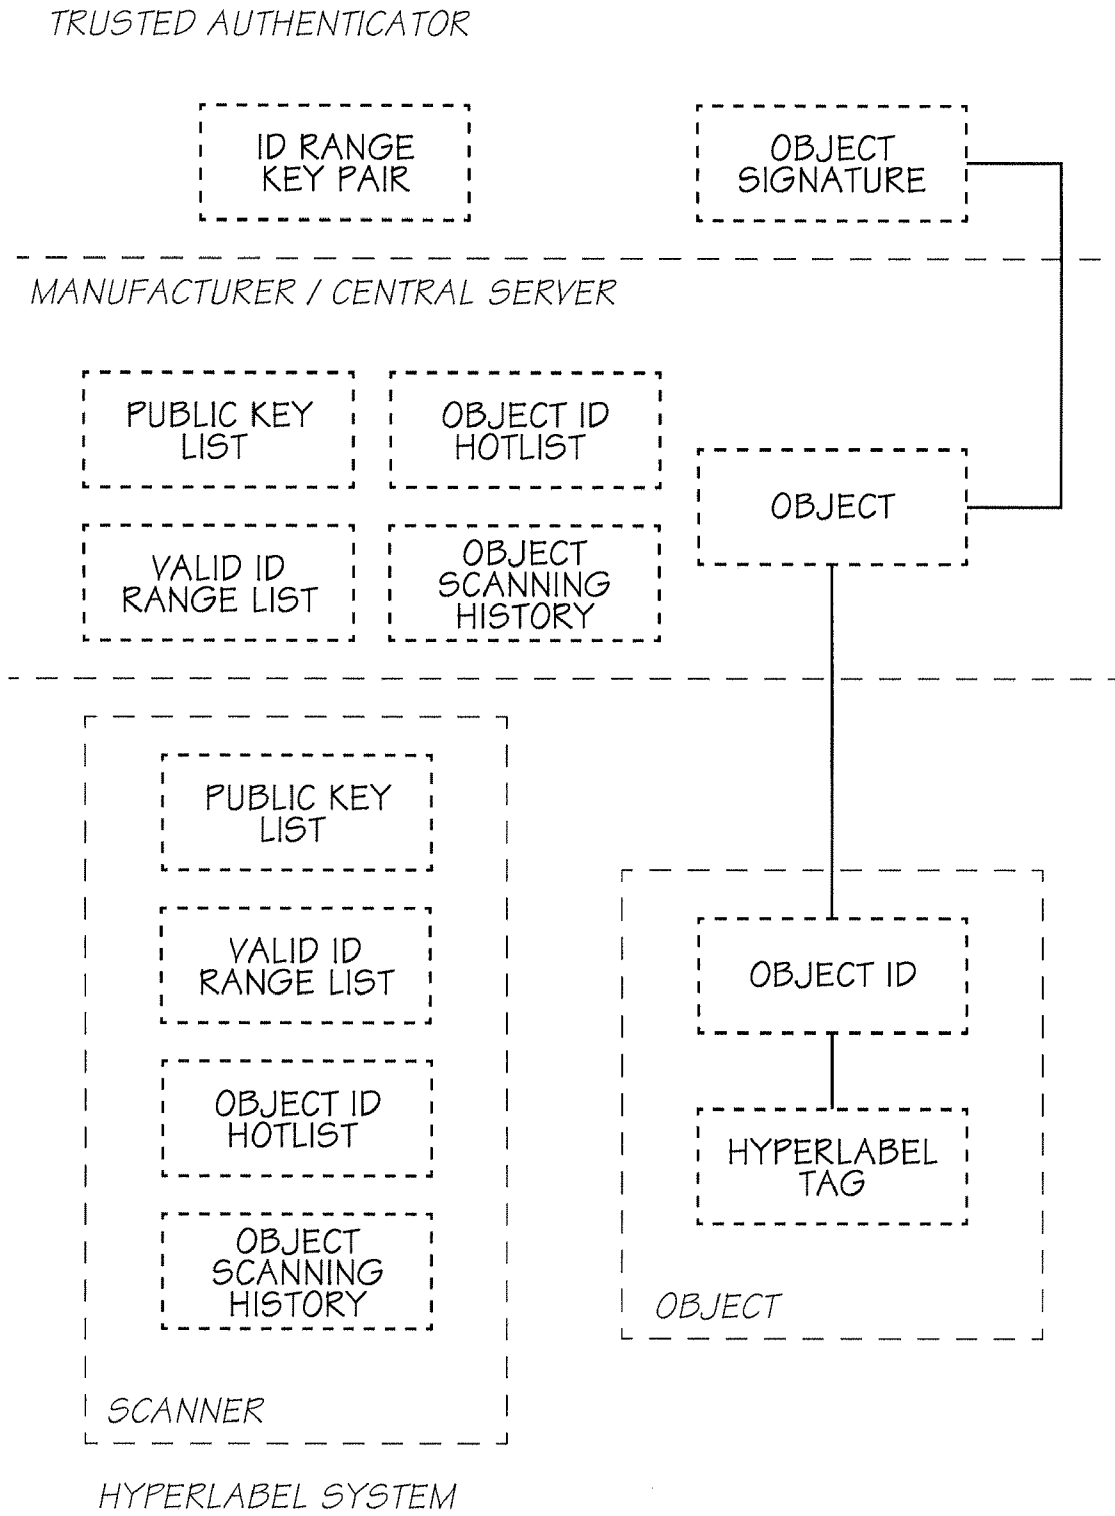 TRUSTED AUTHENTICATOR
ID RANGE
KEY PAIR
OBJECT
SIGNATURE
MANUFACTURER / CENTRAL SERVER
PUBLIC KEY
LIST
OBJECT ID
HOTLIST
OBJECT
VALID ID
RANGE LIST
OBJECT
SCANNING
HISTORY
PUBLIC KEY
LIST
VALID ID
RANGE LIST
OBJECT ID
HOTLIST
OBJECT
SCANNING
HISTORY
SCANNER
OBJECT ID
HYPERLABEL
TAG
OBJECT
HYPERLABEL SYSTEM